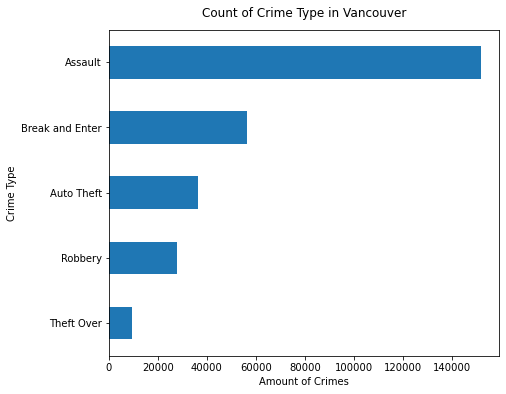 Count of Crime Type in Vancouver
Crime Type
Assault
Break and Enter
Auto Theft
Robbery
Theft Over
0 20000 40000 60000 80000 100000 120000 140000
Amount of Crimes